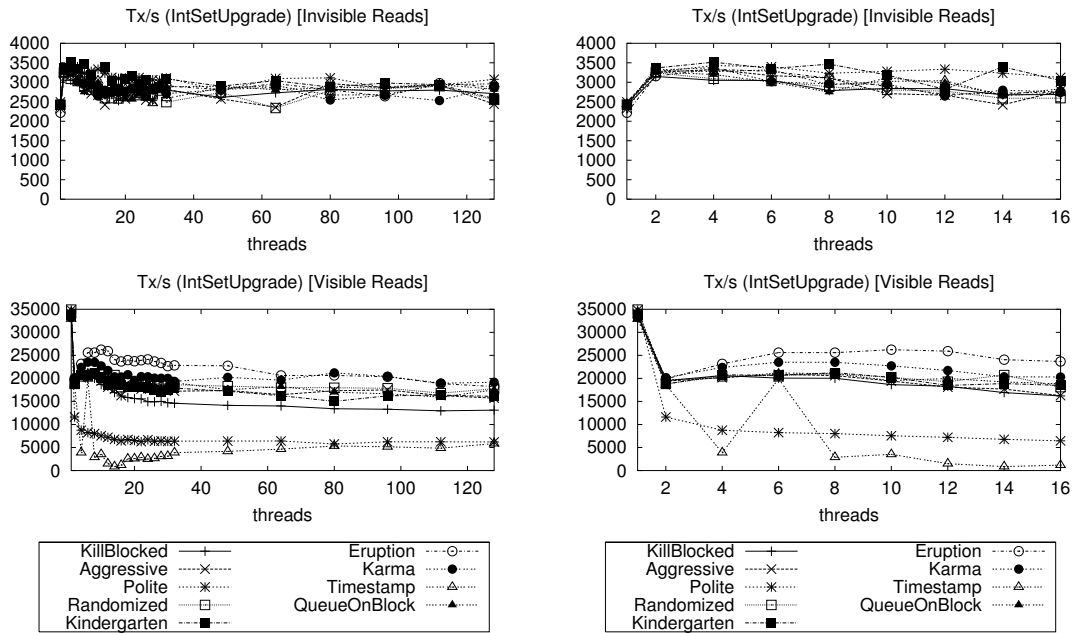 Tx/s (IntSetUpgrade) [Invisible Reads]
4000
3500
3000
2500
2000
1500
1000
500
0
20 40 60 80 100 120
threads
Tx/s (IntSetUpgrade) [Invisible Reads]
4000
3500
3000
2500
2000
1500
1000
500
0
2 4 6 8 10 12 14 16
threads
Tx/s (IntSetUpgrade) [Visible Reads]
35000
30000
25000
20000
15000
10000
5000
0
20 40 60 80 100 120
threads
Tx/s (IntSetUpgrade) [Visible Reads]
35000
30000
25000
20000
15000
10000
5000
0
2 4 6 8 10 12 14 16
threads
KillBlocked
Aggressive
Polite
Randomized
Kindergarten
Eruption
Karma
Timestamp
QueueOnBlock
KillBlocked
Aggressive
Polite
Randomized
Kindergarten
Eruption
Karma
Timestamp
QueueOnBlock